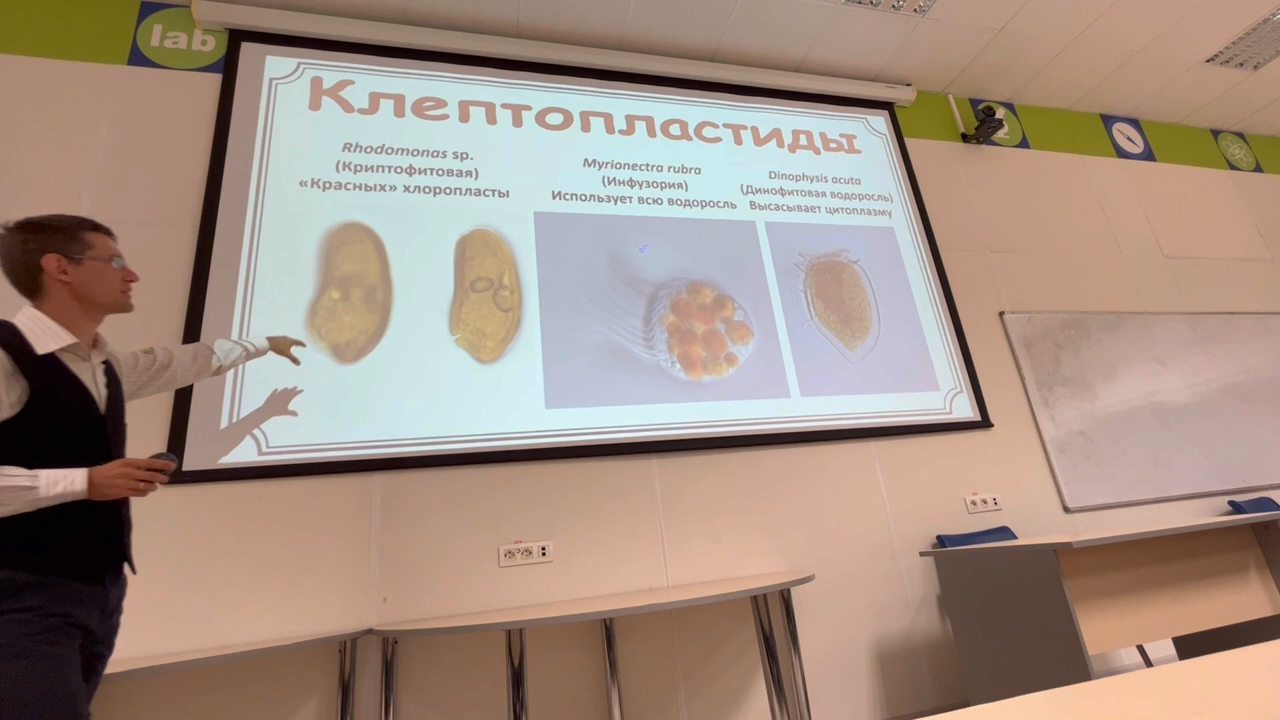 lab
Клептопластиды
Rhodomonas sp.
(Криптофитовая)
«Красных» хлоропласты
Myrionectra rubra
(Инфузория)
Использует всю водоросль
Dinophysis acuta
(Динофитовая водоросль)
Высасывает цитоплазму